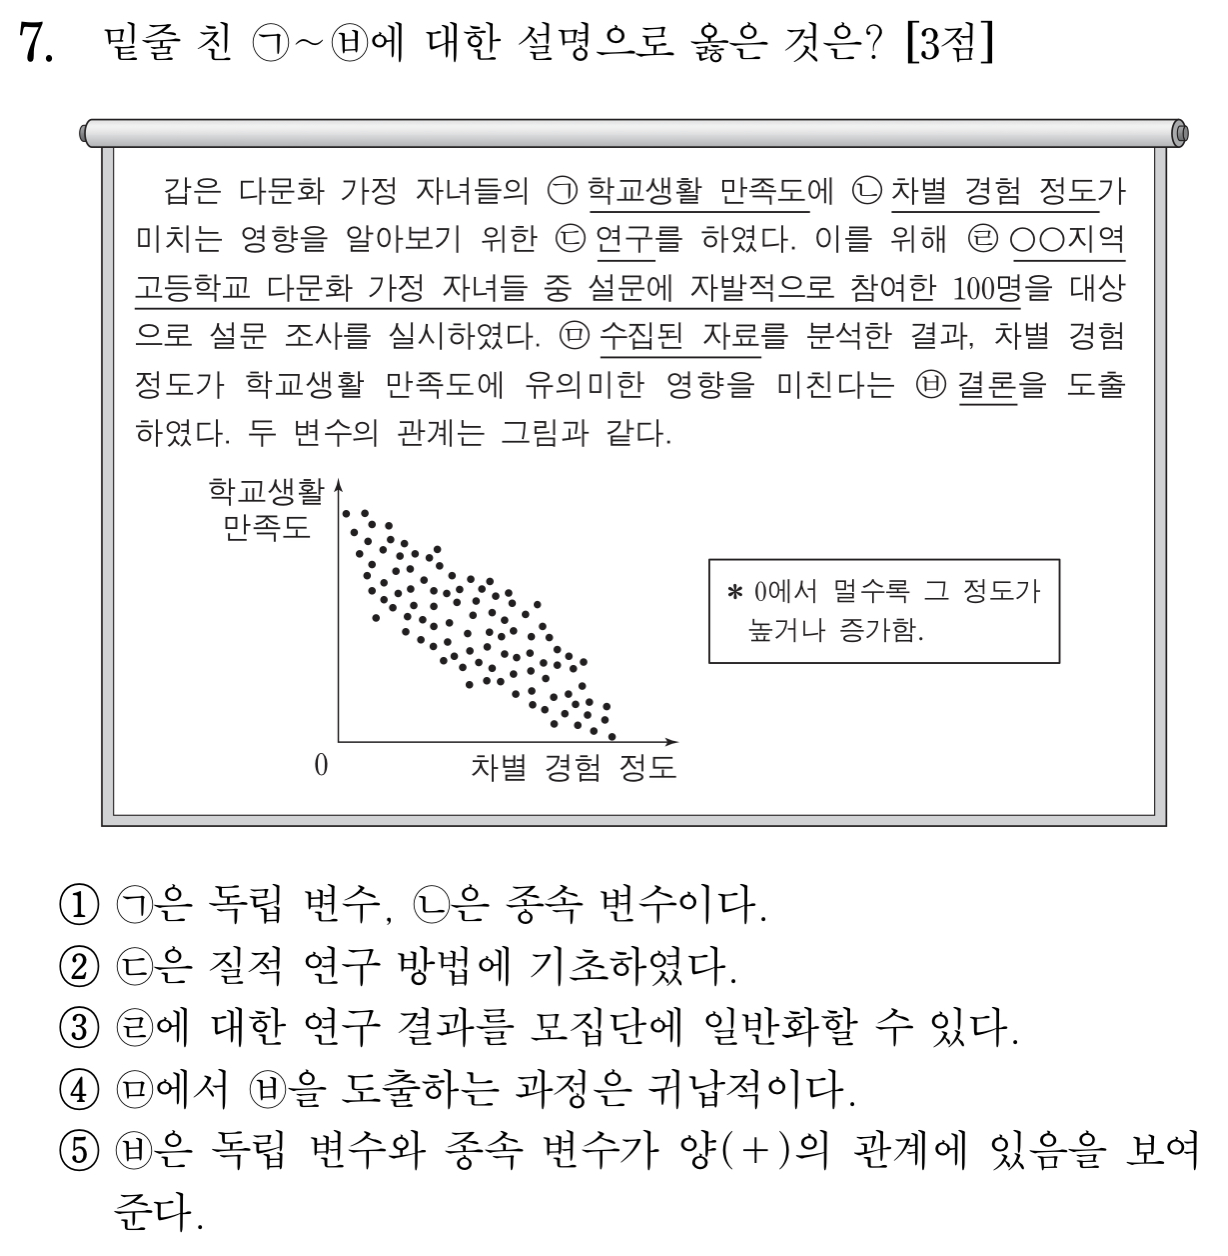 7. 밑줄 친 ㉠~㉥에 대한 설명으로 옳은 것은? [3점]
갑은 다문화 가정 자녀들의 ㉠ 학교생활 만족도에 ㉡ 차별 경험 정도가
미치는 영향을 알아보기 위한 ㉢ 연구를 하였다. 이를 위해 ㉣ ○○지역
고등학교 다문화 가정 자녀들 중 설문에 자발적으로 참여한 100명을 대상
으로 설문 조사를 실시하였다. ㉤ 수집된 자료를 분석한 결과, 차별 경험
정도가 학교생활 만족도에 유의미한 영향을 미친다는 ㉥ 결론을 도출
하였다. 두 변수의 관계는 그림과 같다.
학교생활
만족도
* 0에서 멀수록 그 정도가
높거나 증가함.
0
차별 경험 정도
① ㉠은 독립 변수, ㉡은 종속 변수이다.
② ㉢은 질적 연구 방법에 기초하였다.
③ ㉣에 대한 연구 결과를 모집단에 일반화할 수 있다.
④ ㉤에서 ㉥을 도출하는 과정은 귀납적이다.
⑤ ㉥은 독립 변수와 종속 변수가 양(+)의 관계에 있음을 보여
준다.